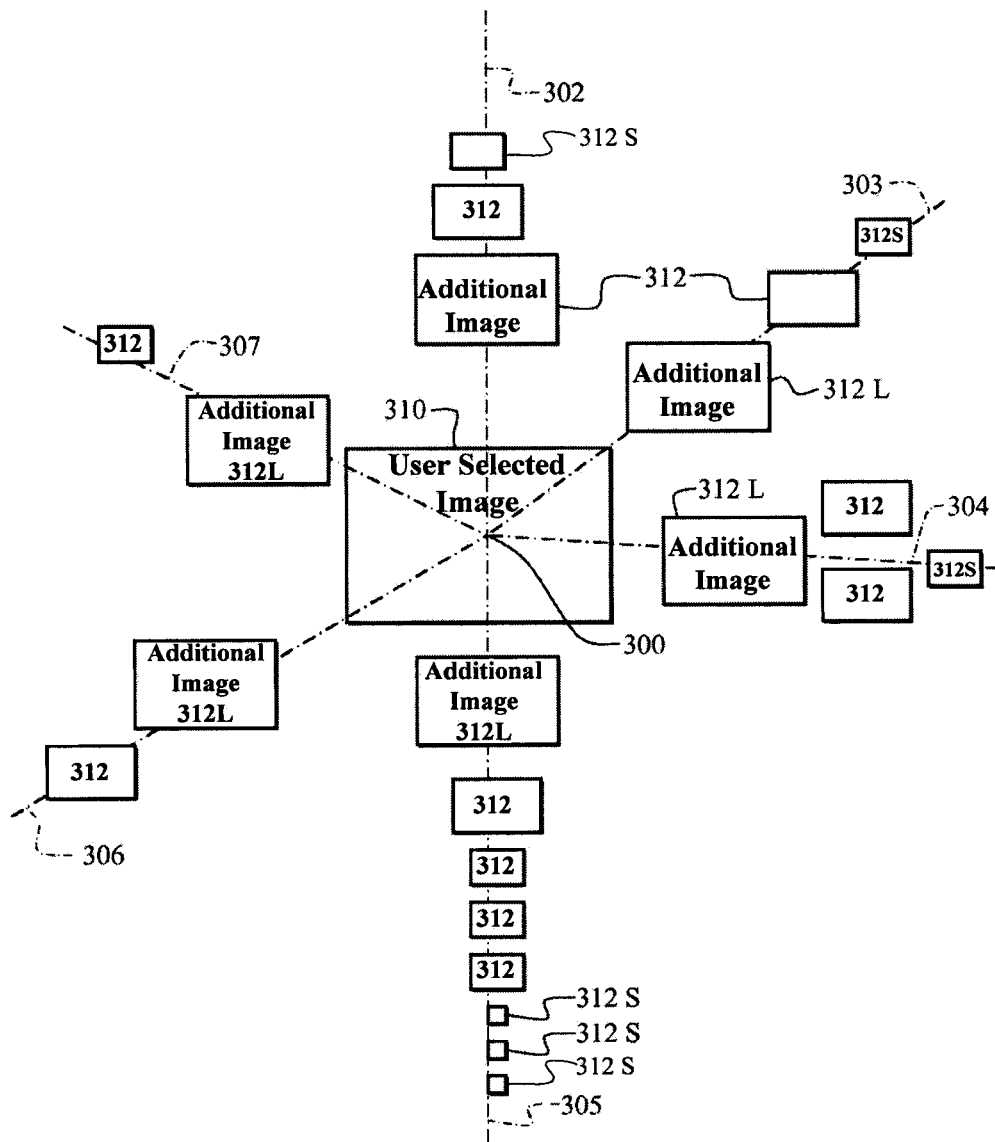 302
312 S
312
303
312S
Additional
Image
312
312
307
Additional
Image
312 L
310
Additional
Image
312L
User Selected
Image
312 L
312
304
Additional
Image
312S
312
300
Additional
Image
312L
Additional
Image
312L
312
312
306
312
312
312
312 S
312 S
312 S
305